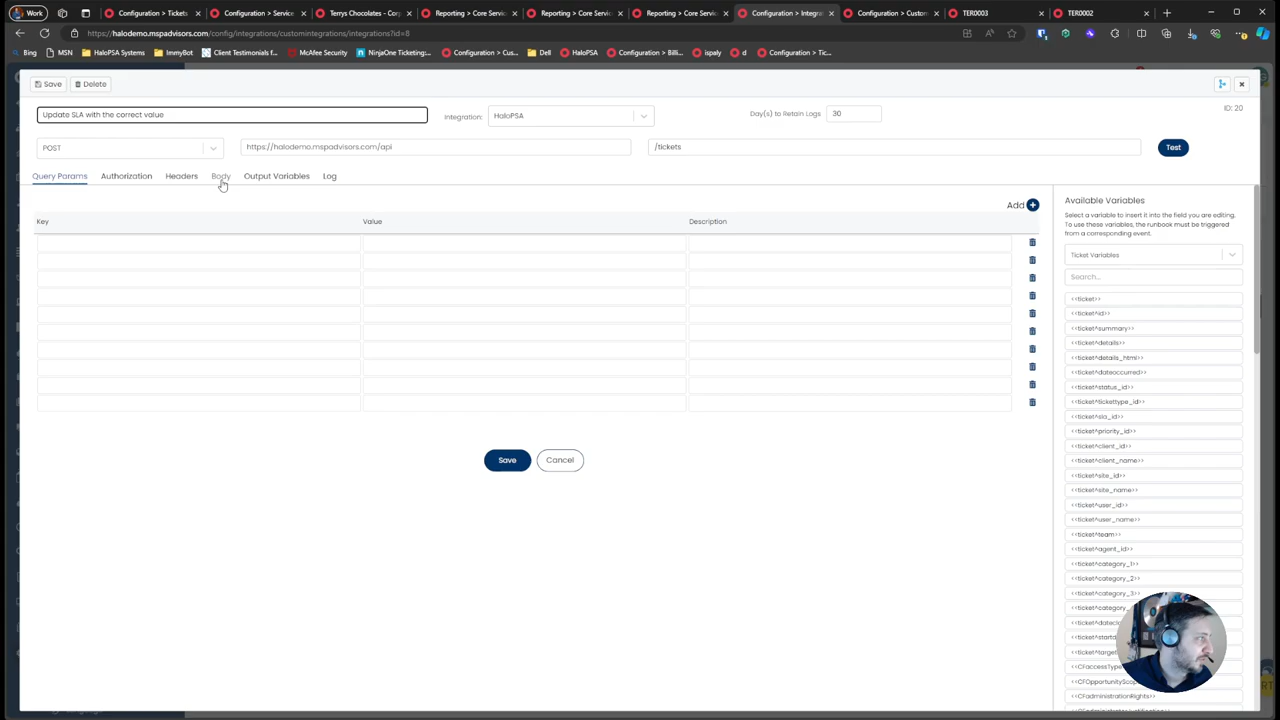 Work
Configuration > Tickets
Configuration > Service
Terrys Chocolates - Cor
Reporting > Core Service
Reporting > Core Servic
Reporting > Core Servic
Configuration > Integrat
Configuration > Custom
TER0003
TER0002
https://halodemo.mspadvisors.com/config/integrations/customintegrations/integrations?id=8
Bing
MSN
HaloPSA Systems
ImmyBot
Client Testimonials f...
McAfee Security
NinjaOne Ticketing...
Configuration > Cus...
Dell
HaloPSA
Configuration > Billi...
ispaly
d
Configuration > Tic...
Save
Delete
Update SLA with the correct value
Integration:
HaloPSA
Day(s) to Retain Logs
30
ID: 20
POST
https://halodemo.mspadvisors.com/api
/tickets
Test
Query Params
Authorization
Headers
Body
Output Variables
Log
Add
Key
Value
Description
Save
Cancel
Available Variables
Select a variable to insert it into the field you are editing.
To use these variables, the runbook must be triggered
from a corresponding event.
Ticket Variables
Search...
<<ticket>>
<<ticket^id>>
<<ticket^summary>>
<<ticket^details>>
<<ticket^details_html>>
<<ticket^dateoccurred>>
<<ticket^status_id>>
<<ticket^tickettype_id>>
<<ticket^sla_id>>
<<ticket^priority_id>>
<<ticket^client_id>>
<<ticket^client_name>>
<<ticket^site_id>>
<<ticket^site_name>>
<<ticket^user_id>>
<<ticket^user_name>>
<<ticket^team>>
<<ticket^agent_id>>
<<ticket^category_1>>
<<ticket^category_2>>
<<ticket^category_3>>
<<ticket^category_
<<ticket^dateclo
<<ticket^startd
<<ticket^target
<<CFaccessType
<<CFOpportunitySco
<<CFadministrationRights>>